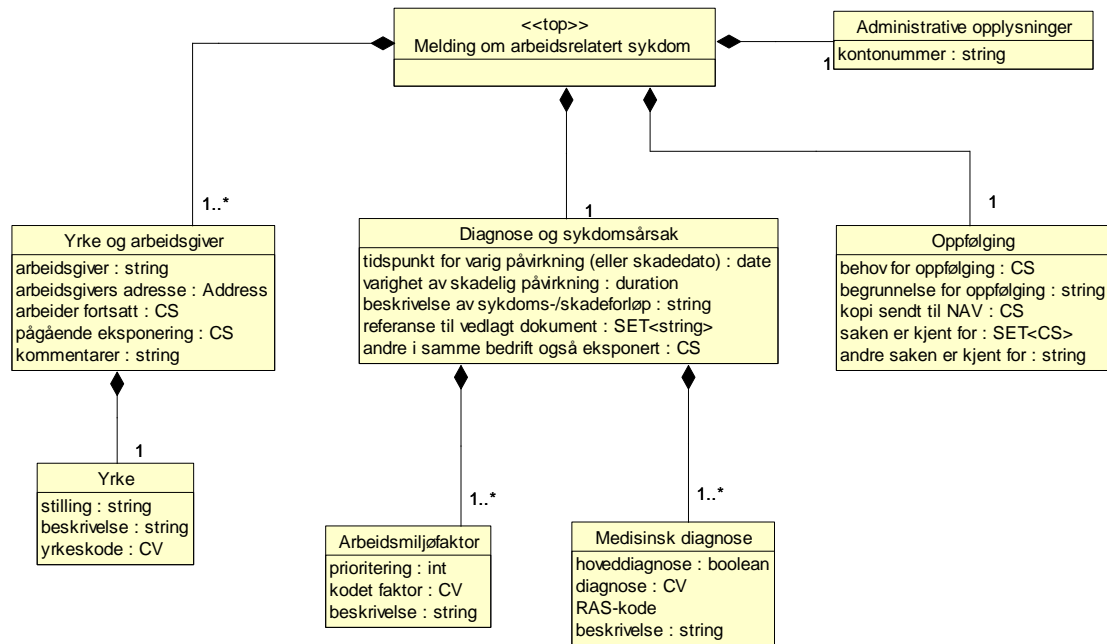 <<top>>
Melding om arbeidsrelatert sykdom
Administrative opplysninger
kontonummer : string
1
1..*
1
1
Yrke og arbeidsgiver
arbeidsgiver : string
arbeidsgivers adresse : Address
arbeider fortsatt : CS
pågående eksponering : CS
kommentarer : string
Diagnose og sykdomsårsak
tidspunkt for varig påvirkning (eller skadedato) : date
varighet av skadelig påvirkning : duration
beskrivelse av sykdoms-/skadeforløp : string
referanse til vedlagt dokument : SET<string>
andre i samme bedrift også eksponert : CS
Oppfølging
behov for oppfølging : CS
begrunnelse for oppfølging : string
kopi sendt til NAV : CS
saken er kjent for : SET<CS>
andre saken er kjent for : string
1
1..*
1..*
Yrke
stilling : string
beskrivelse : string
yrkeskode : CV
Arbeidsmiljøfaktor
prioritering : int
kodet faktor : CV
beskrivelse : string
Medisinsk diagnose
hoveddiagnose : boolean
diagnose : CV
RAS-kode
beskrivelse : string